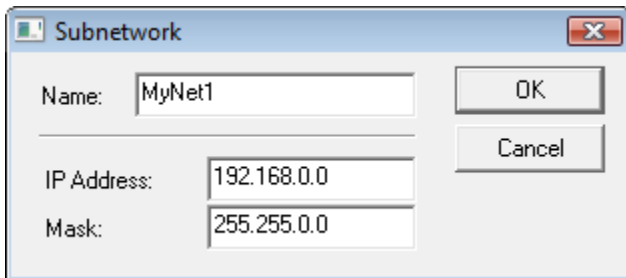 Subnetwork
Name: MyNet1
OK
Cancel
IP Address: 192.168.0.0
Mask: 255.255.0.0